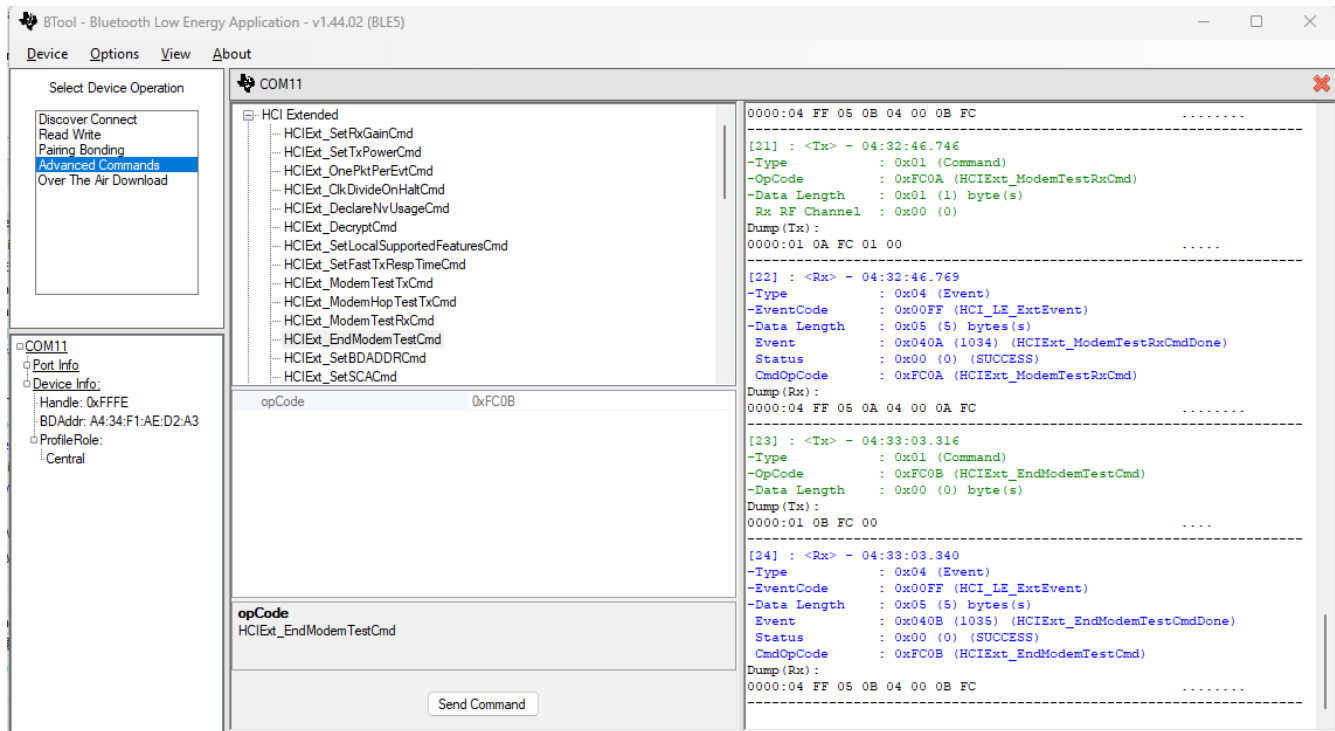 BTool - Bluetooth Low Energy Application - v1.44.02 (BLE5)
Device Options View About
Select Device Operation
Discover Connect
Read Write
Pairing Bonding
Advanced Commands
Over The Air Download
COM11
Port Info
Device Info:
Handle: 0xFFFE
BDAddr: A4:34:F1:AE:D2:A3
ProfileRole:
Central
COM11
HCI Extended
HCIExt_SetRxGainCmd
HCIExt_SetTxPowerCmd
HCIExt_OnePktPerEvtCmd
HCIExt_ClkDivideOnHaltCmd
HCIExt_DeclareNvUsageCmd
HCIExt_DecryptCmd
HCIExt_SetLocalSupportedFeaturesCmd
HCIExt_SetFastTxRespTimeCmd
HCIExt_ModemTestTxCmd
HCIExt_ModemHopTestTxCmd
HCIExt_ModemTestRxCmd
HCIExt_EndModemTestCmd
HCIExt_SetBDADDRCmd
HCIExt_SetSCACmd
opCode 0xFC0B
opCode
HCIExt_EndModemTestCmd
Send Command
0000:04 FF 05 0B 04 00 0B FC ........
--------------------------------------------------------------------
[21] : <Tx> - 04:32:46.746
-Type : 0x01 (Command)
-OpCode : 0xFC0A (HCIExt_ModemTestRxCmd)
-Data Length : 0x01 (1) byte(s)
Rx RF Channel : 0x00 (0)
Dump(Tx):
0000:01 0A FC 01 00 .....
--------------------------------------------------------------------
[22] : <Rx> - 04:32:46.769
-Type : 0x04 (Event)
-EventCode : 0x00FF (HCI_LE_ExtEvent)
-Data Length : 0x05 (5) bytes(s)
Event : 0x040A (1034) (HCIExt_ModemTestRxCmdDone)
Status : 0x00 (0) (SUCCESS)
CmdOpCode : 0xFC0A (HCIExt_ModemTestRxCmd)
Dump(Rx):
0000:04 FF 05 0A 04 00 0A FC ........
--------------------------------------------------------------------
[23] : <Tx> - 04:33:03.316
-Type : 0x01 (Command)
-OpCode : 0xFC0B (HCIExt_EndModemTestCmd)
-Data Length : 0x00 (0) byte(s)
Dump(Tx):
0000:01 0B FC 00 ....
--------------------------------------------------------------------
[24] : <Rx> - 04:33:03.340
-Type : 0x04 (Event)
-EventCode : 0x00FF (HCI_LE_ExtEvent)
-Data Length : 0x05 (5) bytes(s)
Event : 0x040B (1035) (HCIExt_EndModemTestCmdDone)
Status : 0x00 (0) (SUCCESS)
CmdOpCode : 0xFC0B (HCIExt_EndModemTestCmd)
Dump(Rx):
0000:04 FF 05 0B 04 00 0B FC ........
--------------------------------------------------------------------